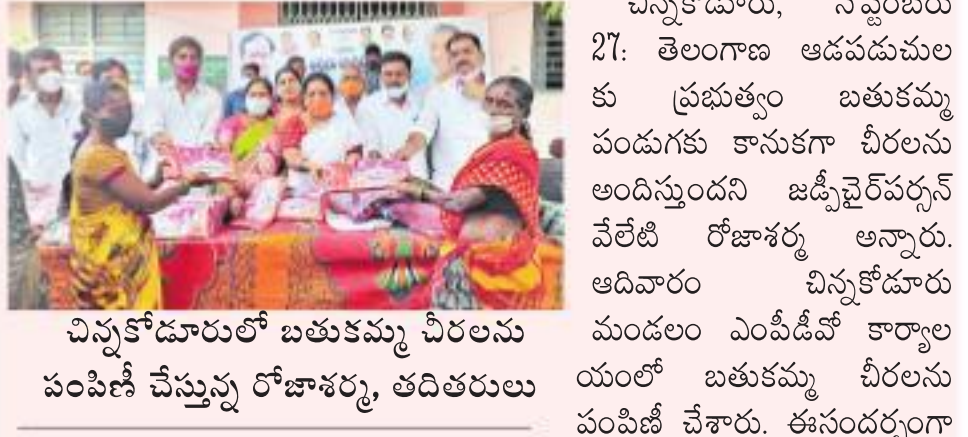 చిన్నకోడూరులో బతుకమ్మ చీరలను
పంపిణీ చేస్తున్న రోజాశర్మ, తదితరులు
చిన్నకోడూరు, సెప్టెంబరు
27: తెలంగాణ ఆడపడుచుల
కు ప్రభుత్వం బతుకమ్మ
పండుగకు కానుకగా చీరలను
అందిస్తుందని జడ్పీచైర్‌పర్సన్
వేలేటి రోజాశర్మ అన్నారు.
ఆదివారం చిన్నకోడూరు
మండలం ఎంపీడీవో కార్యాల
యంలో బతుకమ్మ చీరలను
పంపిణీ చేశారు. ఈసందర్భంగా